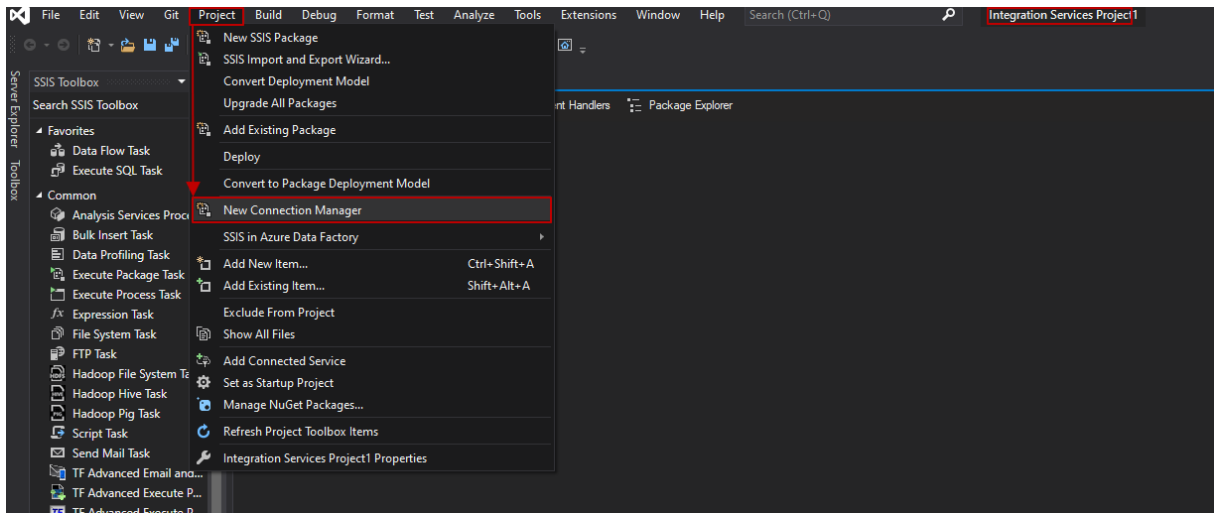 File Edit View Git Project Build Debug Format Test Analyze Tools Extensions Window Help Search (Ctrl+Q) Integration Services Project1
SSIS Toolbox
Search SSIS Toolbox
Favorites
Data Flow Task
Execute SQL Task
Common
Analysis Services Proce
Bulk Insert Task
Data Profiling Task
Execute Package Task
Execute Process Task
fx Expression Task
File System Task
FTP Task
Hadoop File System Ta
Hadoop Hive Task
Hadoop Pig Task
Script Task
Send Mail Task
TF Advanced Email and...
TF Advanced Execute P...
TF Advanced Execute P
Server Explorer
Toolbox
New SSIS Package
SSIS Import and Export Wizard...
Convert Deployment Model
Upgrade All Packages
Add Existing Package
Deploy
Convert to Package Deployment Model
New Connection Manager
SSIS in Azure Data Factory
Add New Item... Ctrl+Shift+A
Add Existing Item... Shift+Alt+A
Exclude From Project
Show All Files
Add Connected Service
Set as Startup Project
Manage NuGet Packages...
Refresh Project Toolbox Items
Integration Services Project1 Properties
nt Handlers Package Explorer